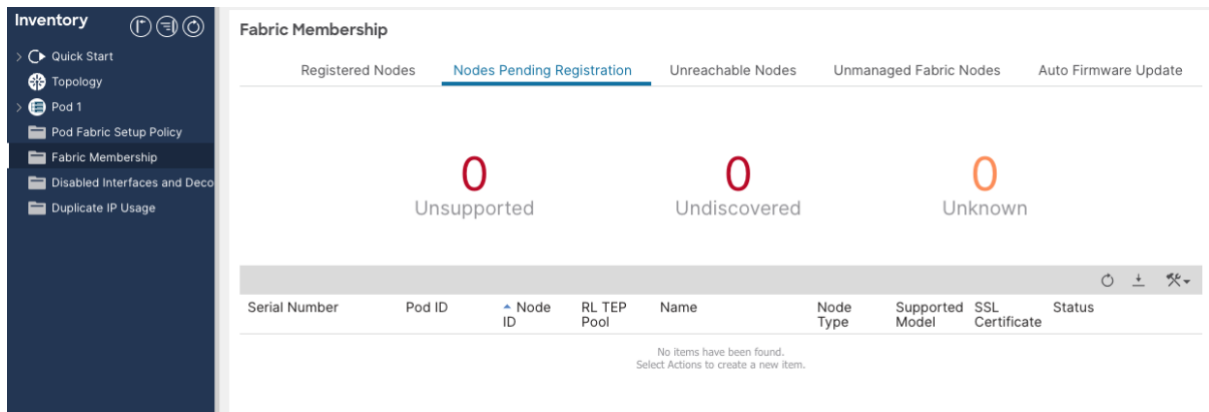 Inventory
Quick Start
Topology
Pod 1
Pod Fabric Setup Policy
Fabric Membership
Disabled Interfaces and Deco
Duplicate IP Usage
Fabric Membership
Registered Nodes Nodes Pending Registration Unreachable Nodes Unmanaged Fabric Nodes Auto Firmware Update
0 0 0
Unsupported Undiscovered Unknown
Serial Number Pod ID Node RL TEP Name Node Supported SSL Status
ID Pool Type Model Certificate
No items have been found.
Select Actions to create a new item.